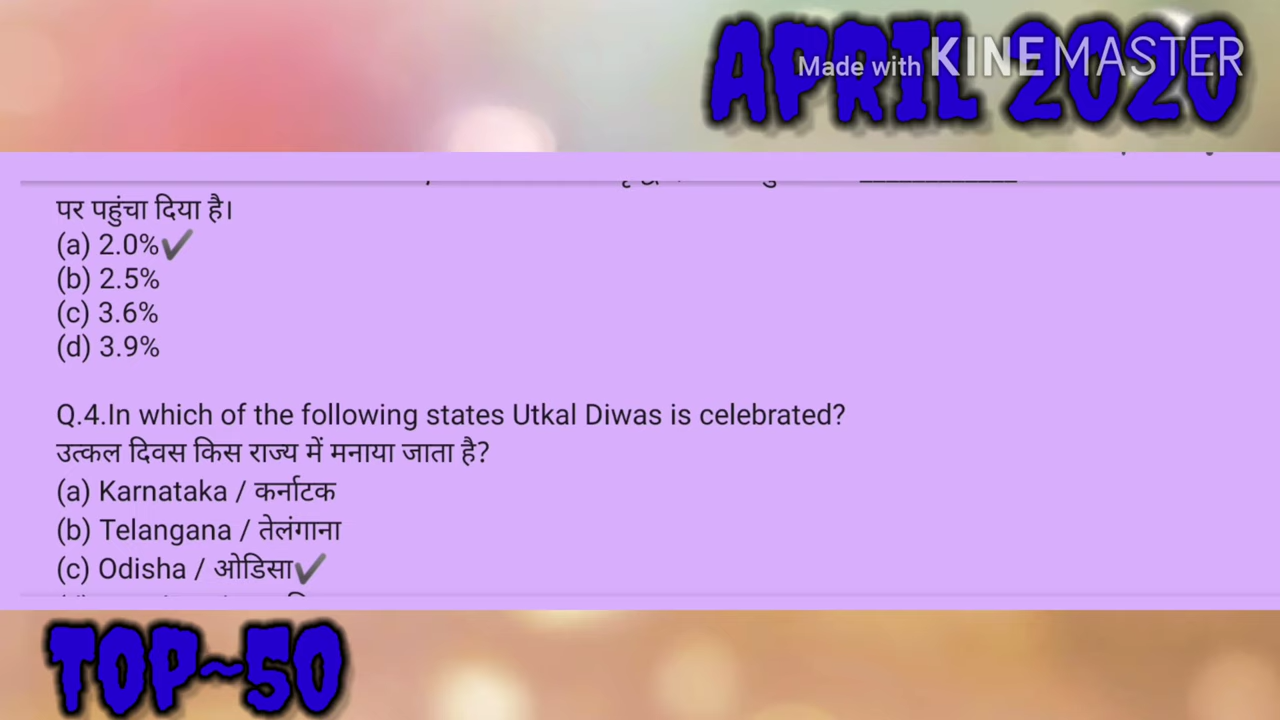 APRIL 2020
Made with KINEMASTER
पर पहुंचा दिया है।
(a) 2.0%✔
(b) 2.5%
(c) 3.6%
(d) 3.9%
Q.4.In which of the following states Utkal Diwas is celebrated?
उत्कल दिवस किस राज्य में मनाया जाता है?
(a) Karnataka / कर्नाटक
(b) Telangana / तेलंगाना
(c) Odisha / ओडिसा✔
TOP~50